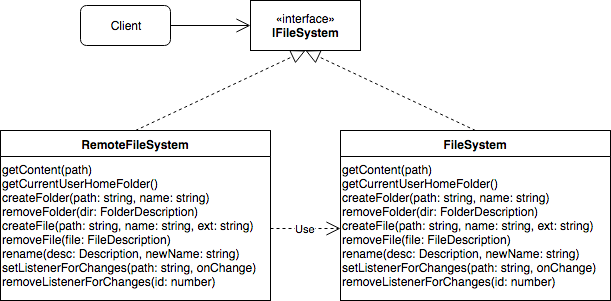 Client
«interface»
IFileSystem
RemoteFileSystem
getContent(path)
getCurrentUserHomeFolder()
createFolder(path: string, name: string)
removeFolder(dir: FolderDescription)
createFile(path: string, name: string, ext: string)
removeFile(file: FileDescription)
rename(desc: Description, newName: string)
setListenerForChanges(path: string, onChange)
removeListenerForChanges(id: number)
Use
FileSystem
getContent(path)
getCurrentUserHomeFolder()
createFolder(path: string, name: string)
removeFolder(dir: FolderDescription)
createFile(path: string, name: string, ext: string)
removeFile(file: FileDescription)
rename(desc: Description, newName: string)
setListenerForChanges(path: string, onChange)
removeListenerForChanges(id: number)